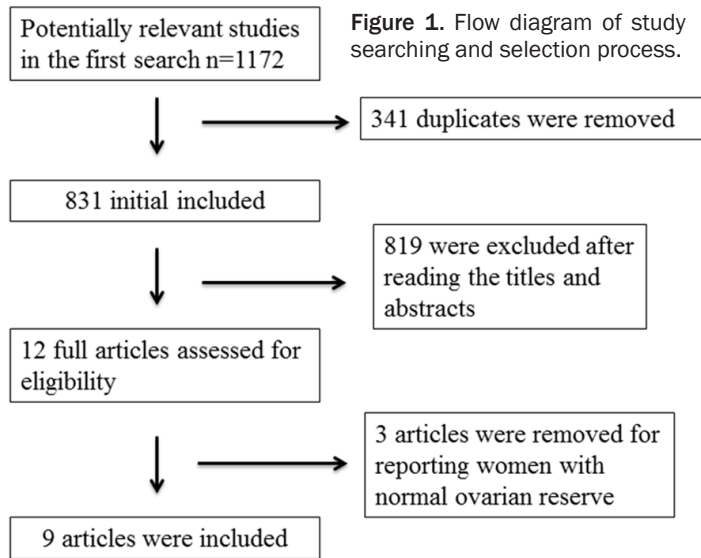 Potentially relevant studies
in the first search n=1172
Figure 1. Flow diagram of study
searching and selection process.
341 duplicates were removed
831 initial included
819 were excluded after
reading the titles and
abstracts
12 full articles assessed for
eligibility
3 articles were removed for
reporting women with
normal ovarian reserve
9 articles were included